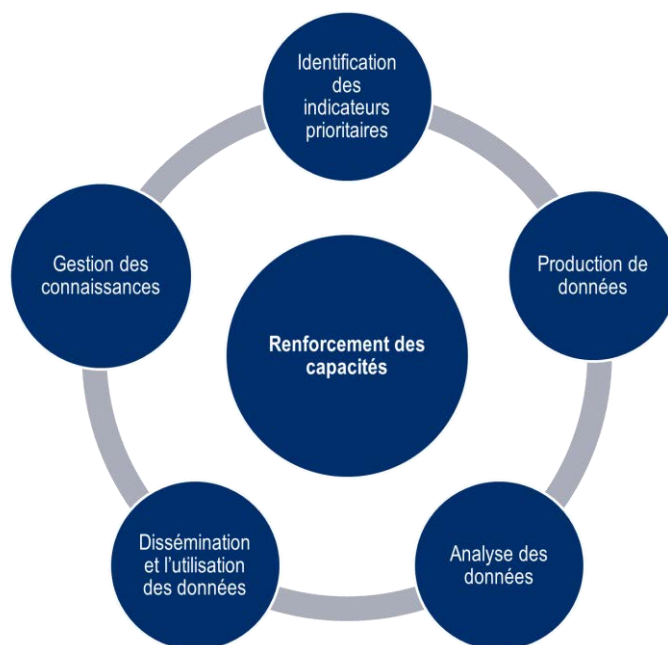 Identification
des
indicateurs
prioritaires
Production de
données
Analyse des
données
Dissémination
et l'utilisation
des données
Gestion des
connaissances
Renforcement des
capacités